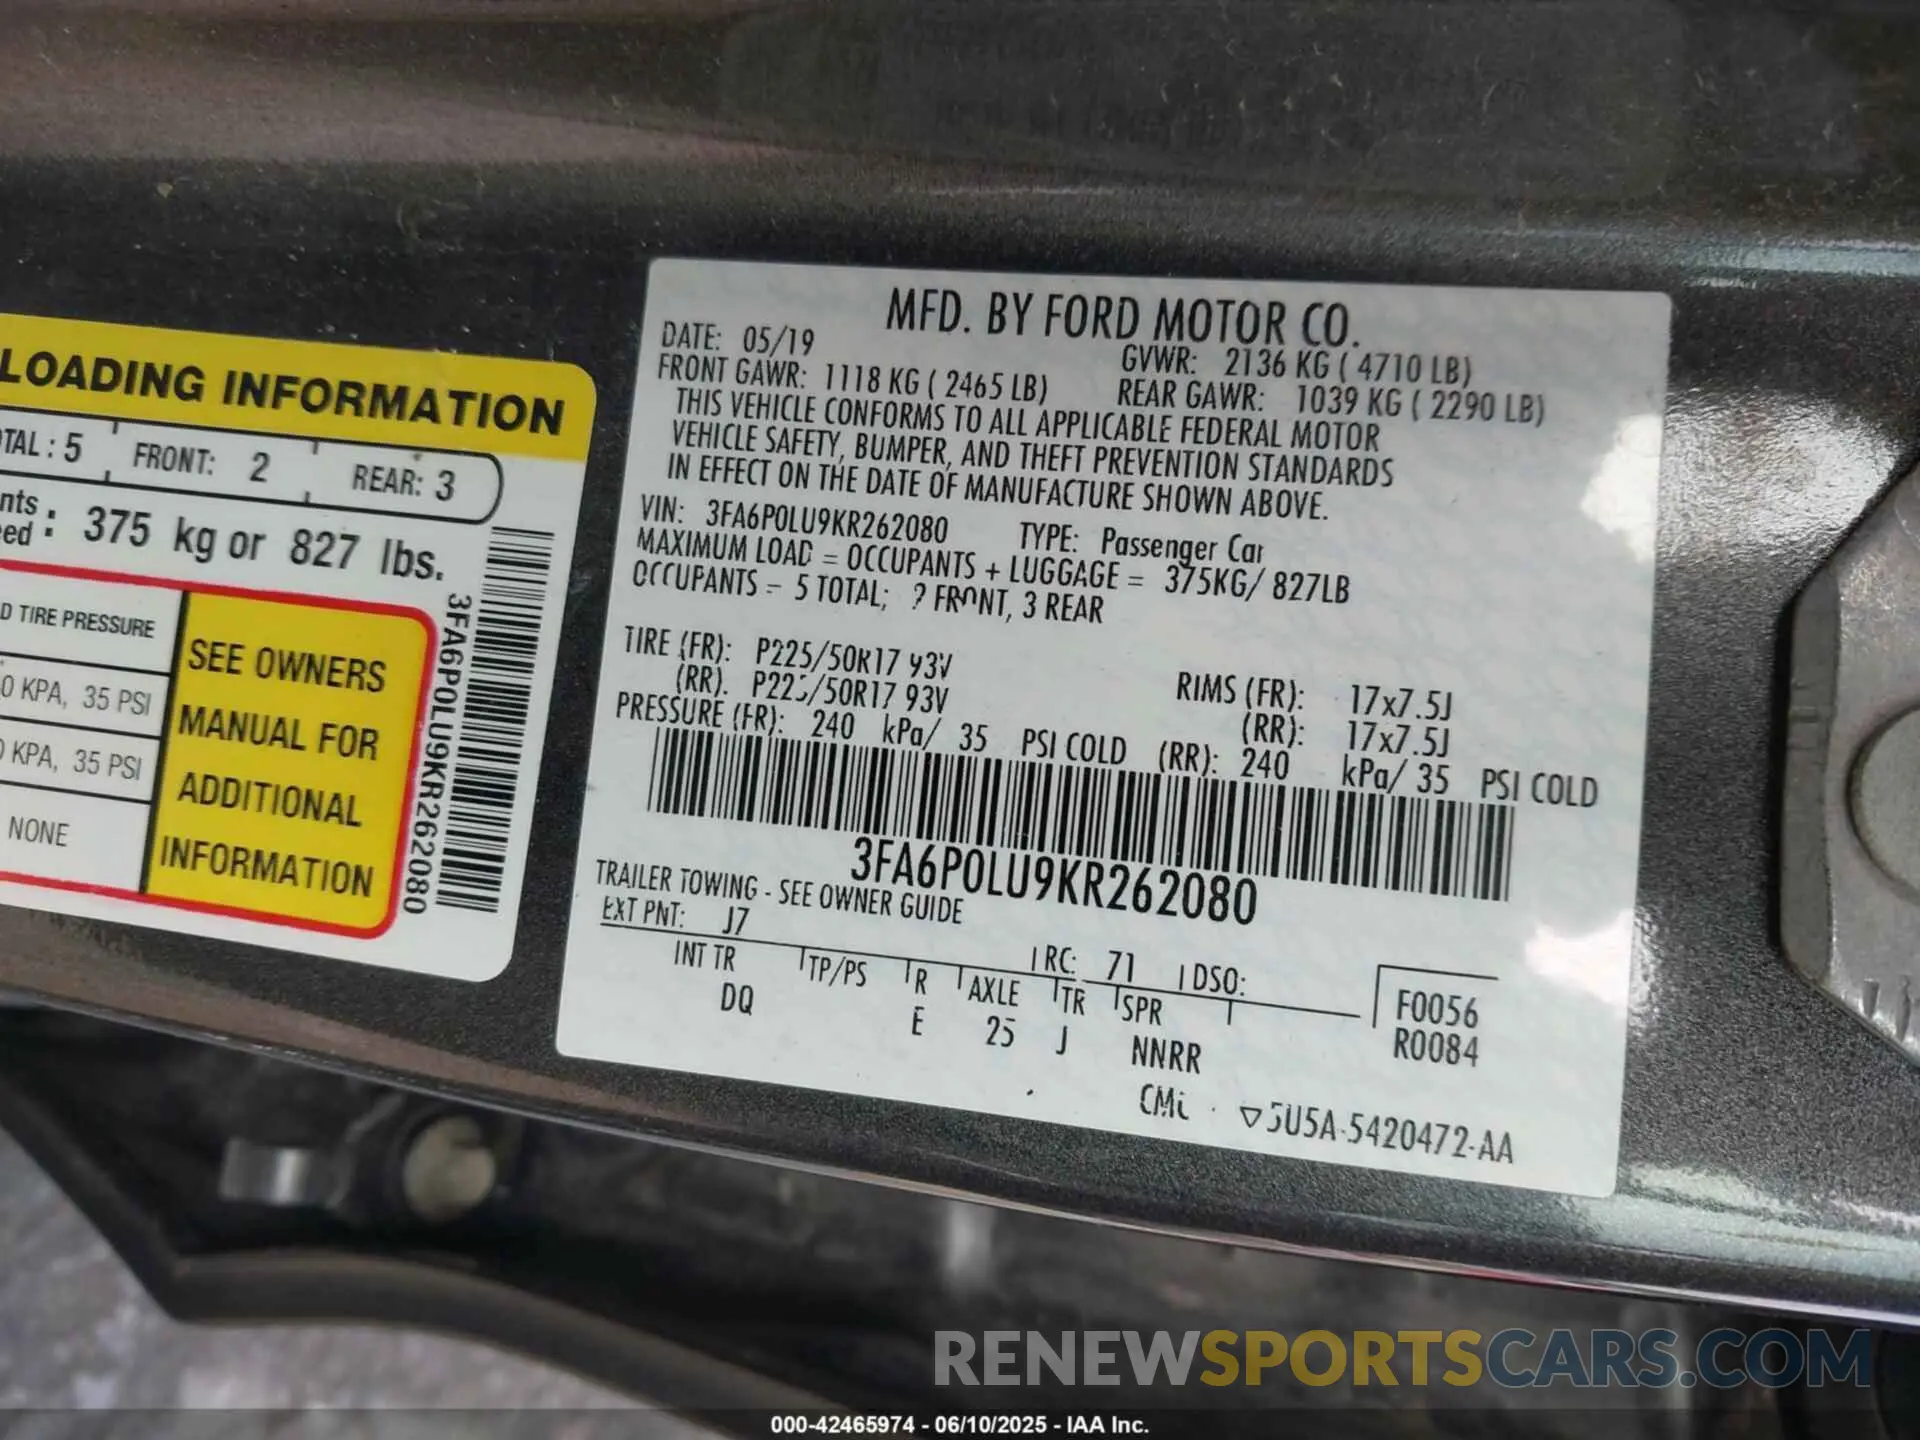 LOADING INFORMATION
FRONT: 2
REAR: 3
375 kg or 827 lbs.
TIRE PRESSURE
KPA, 35 PSI
KPA, 35 PSI
NONE
SEE OWNERS
MANUAL FOR
ADDITIONAL
INFORMATION
3FA6P0LU9KR262080
MFD. BY FORD MOTOR CO.
DATE: 05/19 GVWR: 2136 KG ( 4710 LB)
FRONT GAWR: 1118 KG ( 2465 LB) REAR GAWR: 1039 KG ( 2290 LB)
THIS VEHICLE CONFORMS TO ALL APPLICABLE FEDERAL MOTOR
VEHICLE SAFETY, BUMPER, AND THEFT PREVENTION STANDARDS
IN EFFECT ON THE DATE OF MANUFACTURE SHOWN ABOVE.
VIN: 3FA6P0LU9KR262080 TYPE: Passenger Car
MAXIMUM LOAD = OCCUPANTS + LUGGAGE = 375KG/ 827LB
OCCUPANTS = 5 TOTAL; 2 FRONT, 3 REAR
TIRE (FR): P225/50R17 93V RIMS (FR): 17x7.5J
(RR): P225/50R17 93V (RR): 17x7.5J
PRESSURE (FR): 240 kPa/ 35 PSI COLD (RR): 240 kPa/ 35 PSI COLD
3FA6P0LU9KR262080
TRAILER TOWING - SEE OWNER GUIDE
EXT PNT: J7 RC: 71 DSO:
INT TR TP/PS R AXLE TR SPR
DQ E 25 J NNRR
F0056
R0084
▽5U5A-5420472-AA
RENEWSPORTSCARS.COM
000-42465974 - 06/10/2025 - IAA Inc.